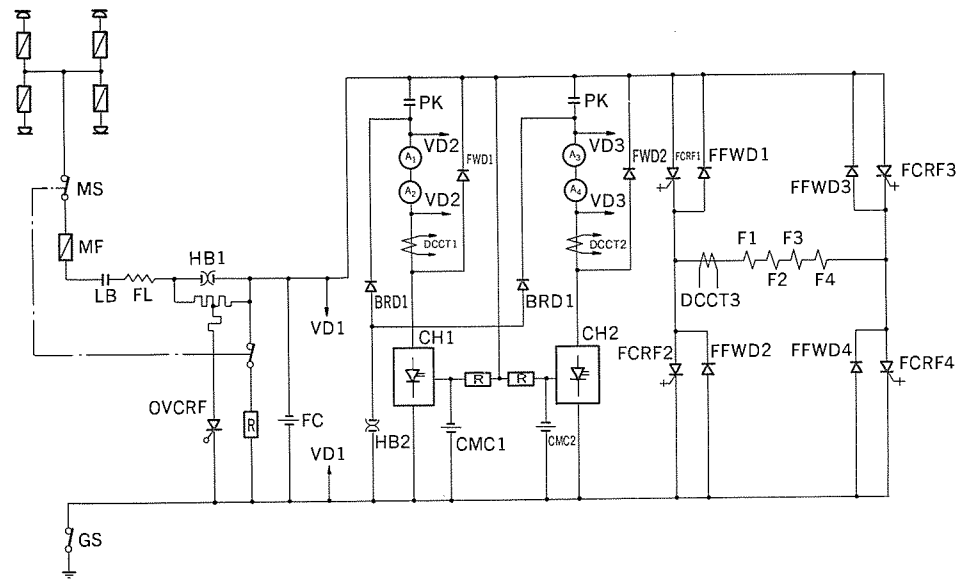 MS
MF
LB
FL
HB1
OVCRF
R
FC
VD1
VD1
GS
PK
VD2
A1
A2
VD2
FWD1
DCCT1
BRD1
CH1
R
CMC1
HB2
PK
VD3
A3
A4
VD3
FWD2
DCCT2
BRD1
CH2
R
CMC2
FCRF1
FFWD1
FFWD3
FCRF3
F1
F3
F2
F4
DCCT3
FCRF2
FFWD2
FFWD4
FCRF4